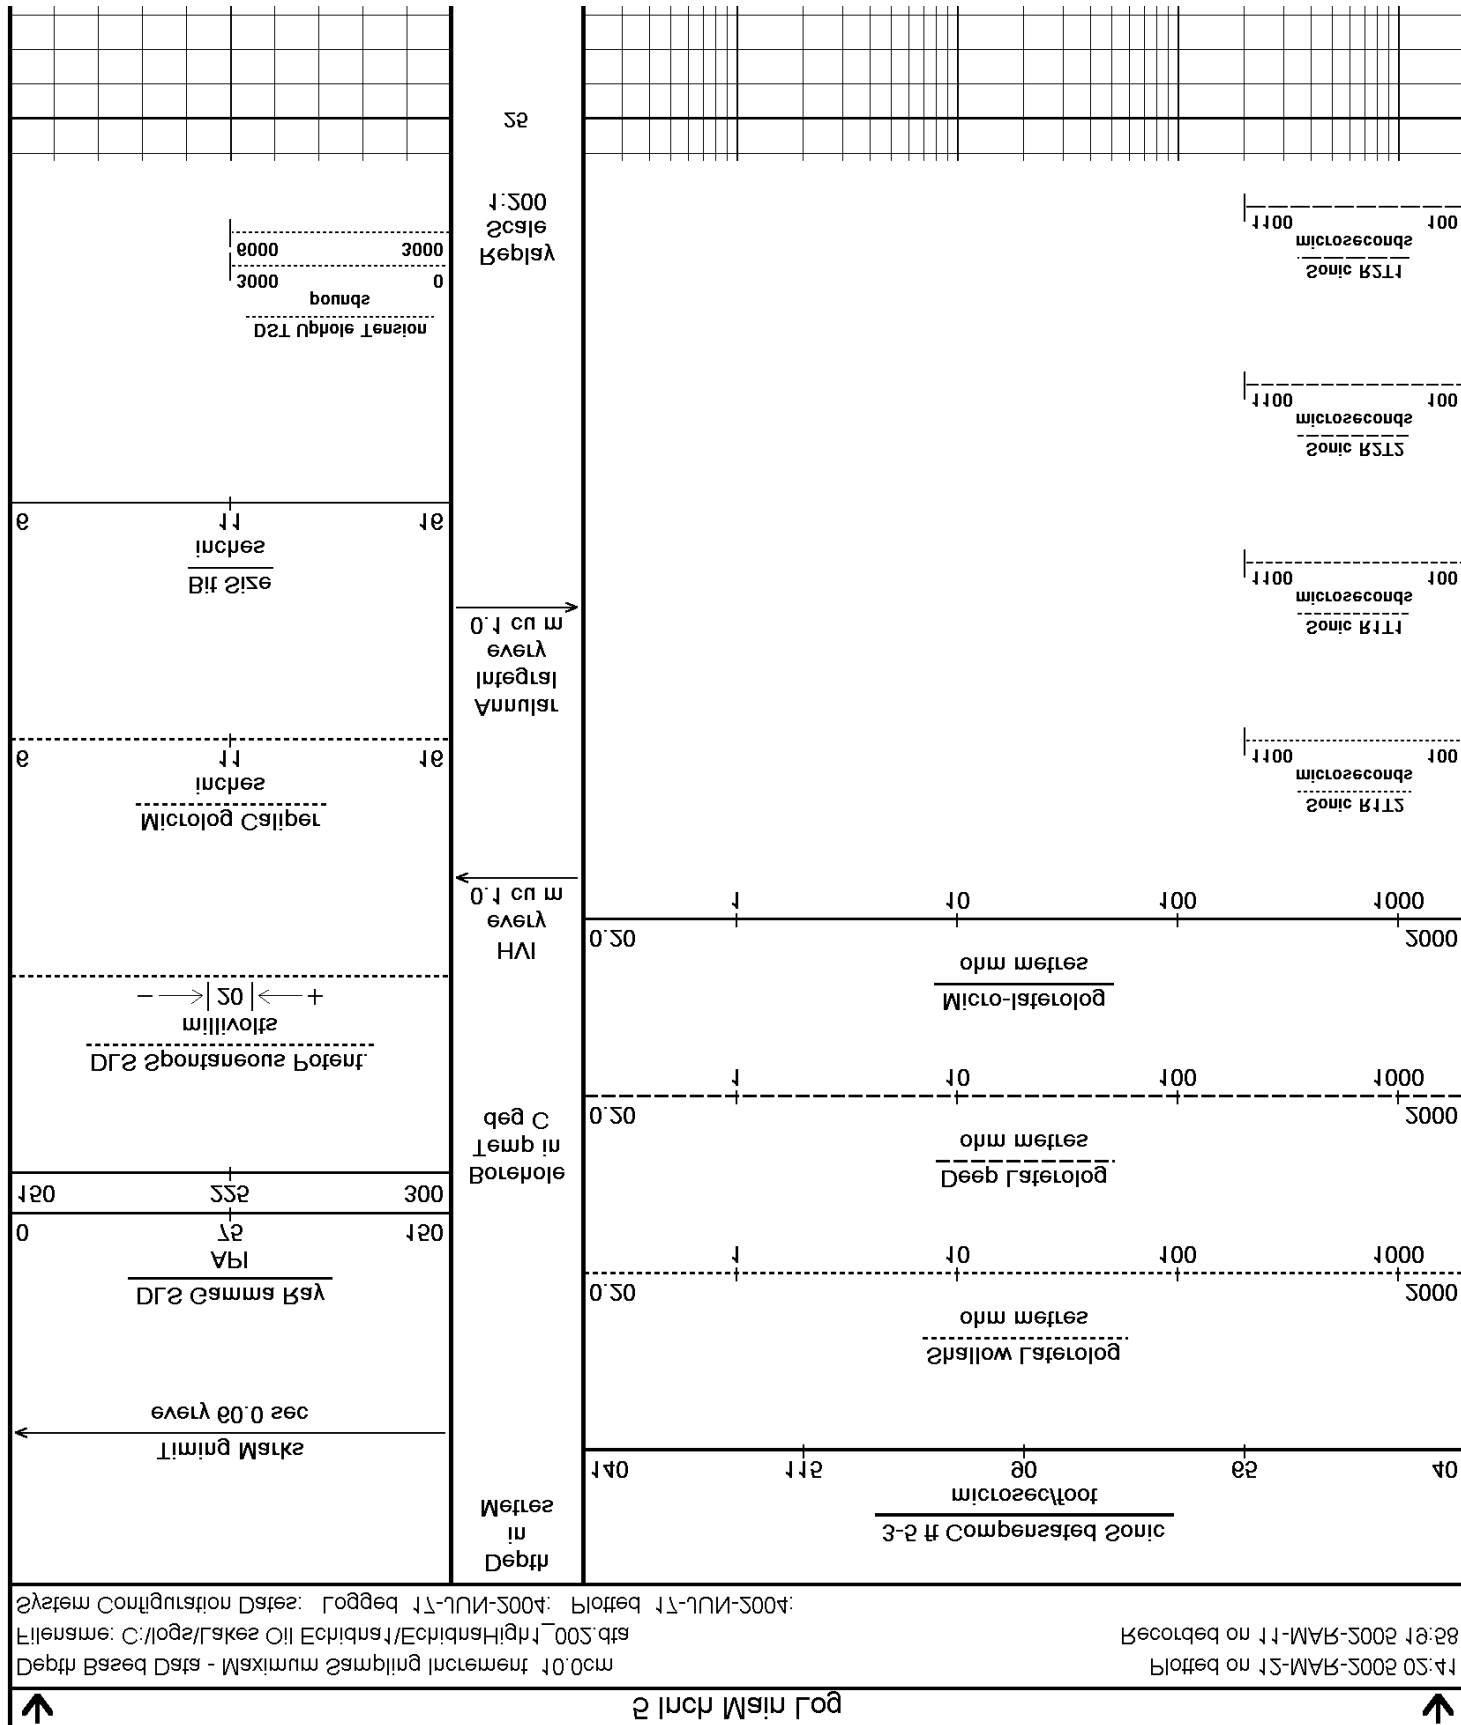 5 Inch Main Log
Depth Based Data - Maximum Sampling Increment 10.0cm
Plotted on 12-MAR-2005 02:41
Filename: C:\logs\Lakes Oil Echidna1\EchidnaHigh1_002.dta
Recorded on 11-MAR-2005 19:58
System Configuration Dates: Logged 17-JUN-2004: Plotted 17-JUN-2004:
Timing Marks
every 60.0 sec
DLS Gamma Ray
API
0 75 150
150 225 300
DLS Spontaneous Potent.
millivolts
- 20 +
Microlog Caliper
inches
6 11 16
Bit Size
inches
6 11 16
DST Uphole Tension
pounds
3000 0
6000 3000
Depth
in
Metres
Borehole
Temp in
deg C
HVI
every
0.1 cu m
Annular
Integral
every
0.1 cu m
Replay
Scale
1:200
25
3-5 ft Compensated Sonic
microsec/foot
140 115 90 65 40
Shallow Laterolog
ohm metres
0.20 2000
1 10 100 1000
Deep Laterolog
ohm metres
0.20 2000
1 10 100 1000
Micro-laterolog
ohm metres
0.20 2000
1 10 100 1000
Sonic R1T2
microseconds
1100 100
Sonic R1T1
microseconds
1100 100
Sonic R2T2
microseconds
1100 100
Sonic R2T1
microseconds
1100 100